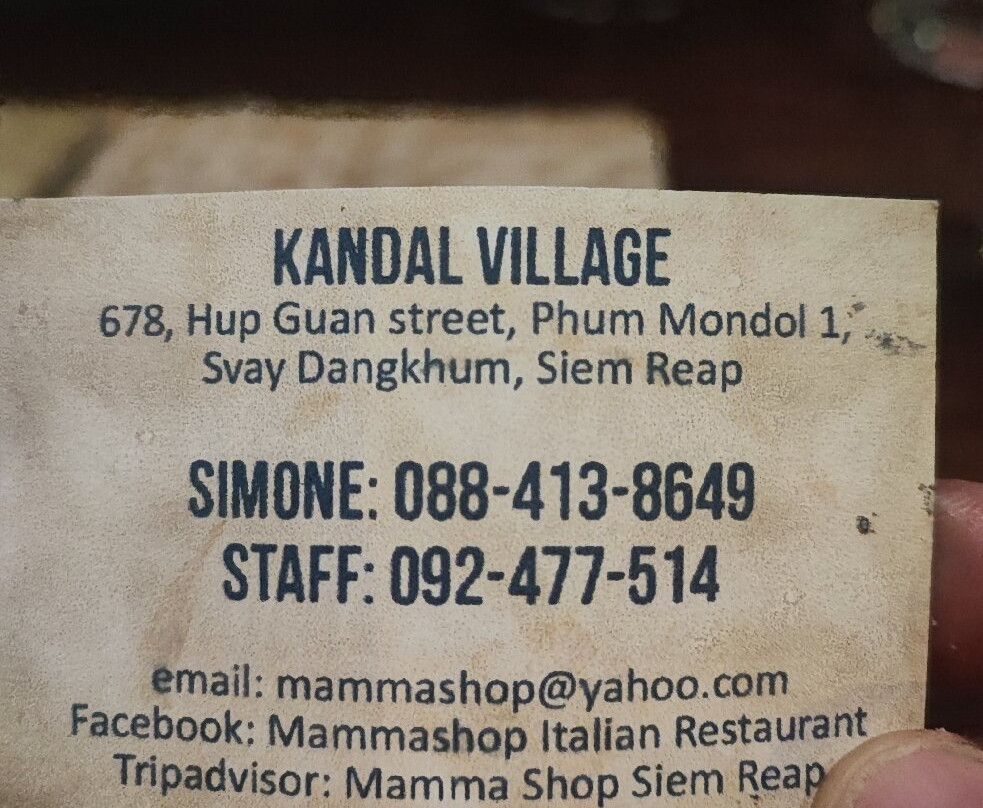 KANDAL VILLAGE
678, Hup Guan street, Phum Mondol 1,
Svay Dangkhum, Siem Reap
SIMONE: 088-413-8649
STAFF: 092-477-514
email: mammashop@yahoo.com
Facebook: Mammashop Italian Restaurant
Tripadvisor: Mamma Shop Siem Reap